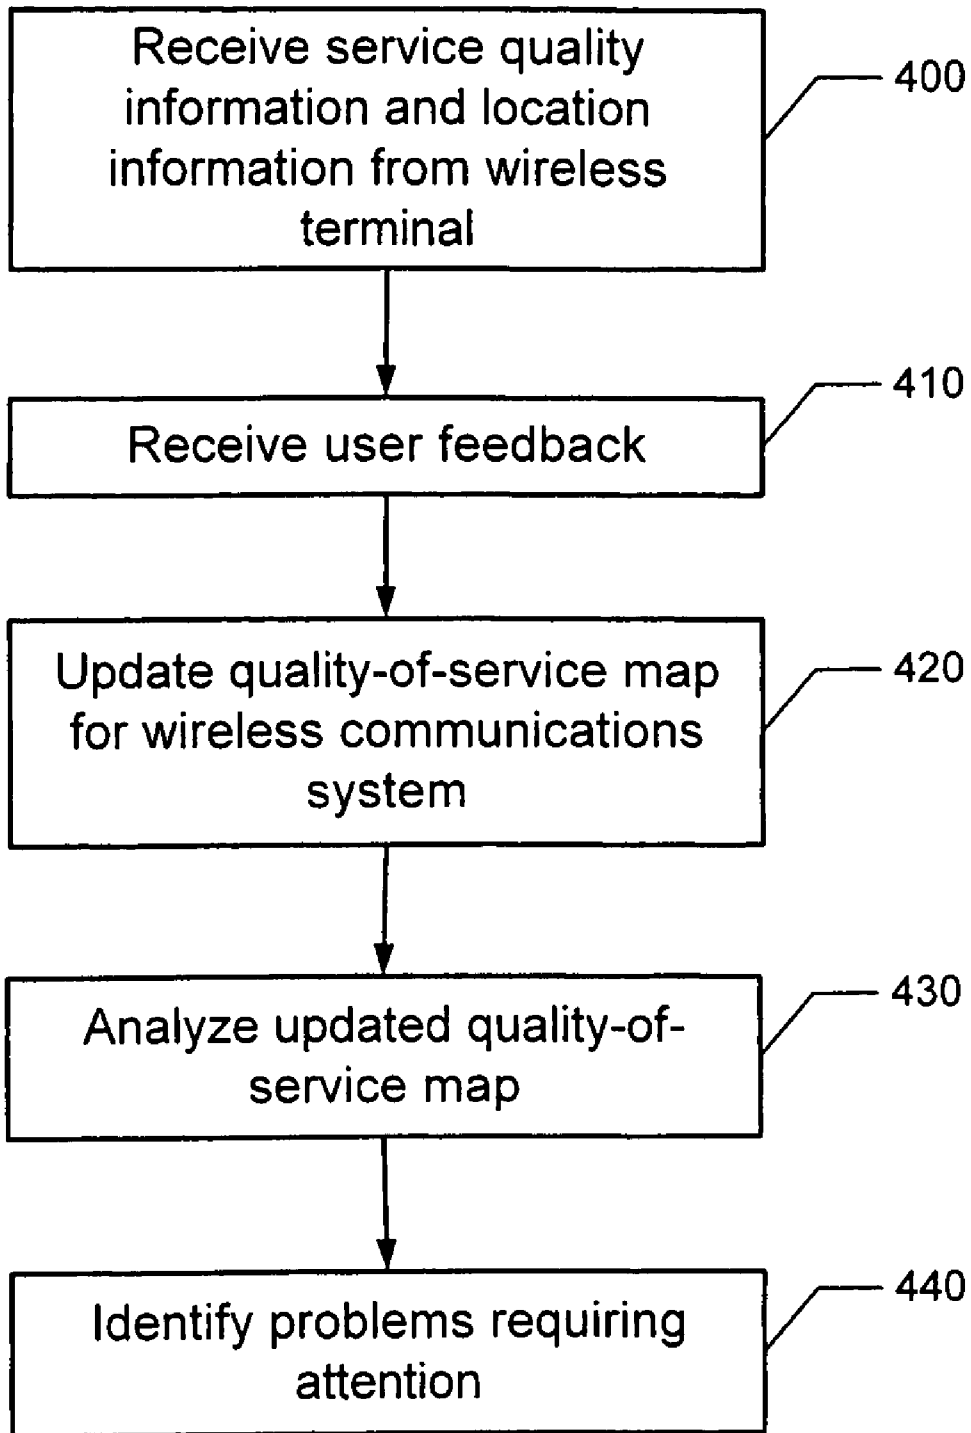 Receive service quality
information and location
information from wireless
terminal
400
Receive user feedback
410
Update quality-of-service map
for wireless communications
system
420
Analyze updated quality-of-
service map
430
Identify problems requiring
attention
440